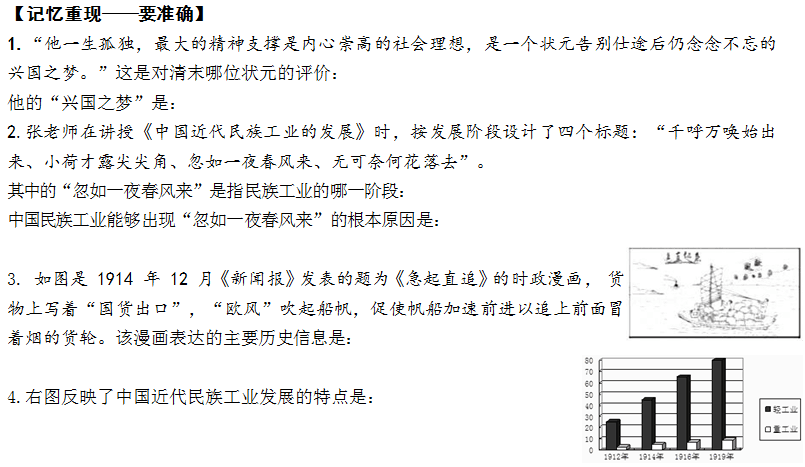 【记忆重现——要准确】
1.“他一生孤独，最大的精神支撑是内心崇高的社会理想，是一个状元告别仕途后仍念念不忘的
兴国之梦。”这是对清末哪位状元的评价：
他的“兴国之梦”是：
2.张老师在讲授《中国近代民族工业的发展》时，按发展阶段设计了四个标题：“千呼万唤始出
来、小荷才露尖尖角、忽如一夜春风来、无可奈何花落去”。
其中的“忽如一夜春风来”是指民族工业的哪一阶段：
中国民族工业能够出现“忽如一夜春风来”的根本原因是：
3. 如图是 1914 年 12 月《新闻报》发表的题为《急起直追》的时政漫画，货
物上写着“国货出口”，“欧风”吹起船帆，促使帆船加速前进以追上前面冒
着烟的货轮。该漫画表达的主要历史信息是：
4.右图反映了中国近代民族工业发展的特点是：
80
70
60
50
40
30
20
10
0
1912年 1914年 1916年 1919年
轻工业
重工业